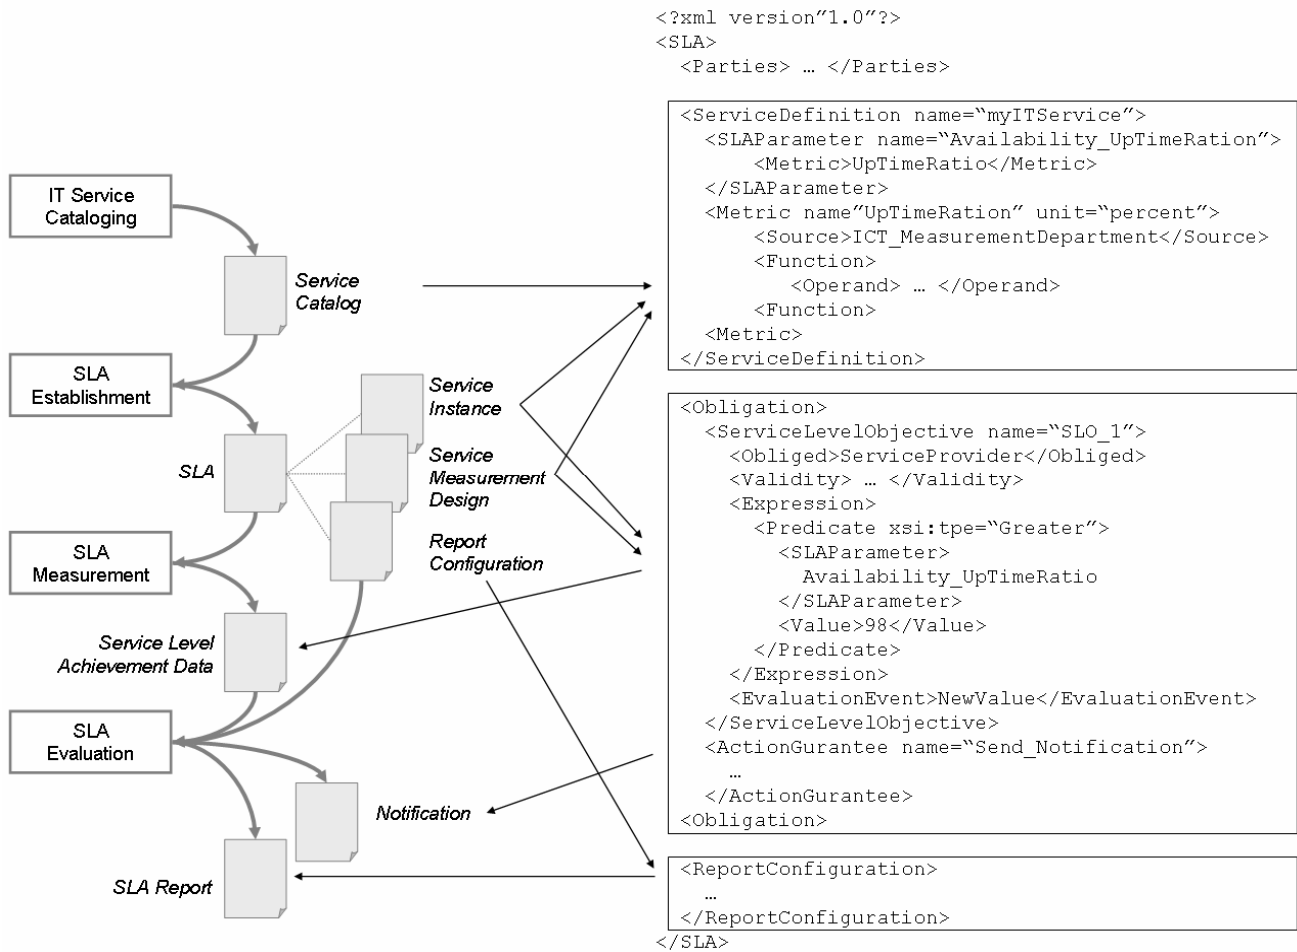 IT Service
Cataloging
Service
Catalog
SLA
Establishment
Service
Instance
SLA
Service
Measurement
Design
SLA
Measurement
Report
Configuration
Service Level
Achievement Data
SLA
Evaluation
Notification
SLA Report
<?xml version”1.0”?>
<SLA>
<Parties> … </Parties>
<ServiceDefinition name=“myITService”>
<SLAParameter name=“Availability_UpTimeRation”>
<Metric>UpTimeRatio</Metric>
</SLAParameter>
<Metric name”UpTimeRation” unit=“percent”>
<Source>ICT_MeasurementDepartment</Source>
<Function>
<Operand> … </Operand>
<Function>
<Metric>
</ServiceDefinition>
<Obligation>
<ServiceLevelObjective name=“SLO_1”>
<Obliged>ServiceProvider</Obliged>
<Validity> … </Validity>
<Expression>
<Predicate xsi:tpe=“Greater”>
<SLAParameter>
Availability_UpTimeRatio
</SLAParameter>
<Value>98</Value>
</Predicate>
</Expression>
<EvaluationEvent>NewValue</EvaluationEvent>
</ServiceLevelObjective>
<ActionGurantee name=“Send_Notification”>
…
</ActionGurantee>
<Obligation>
<ReportConfiguration>
…
</ReportConfiguration>
</SLA>